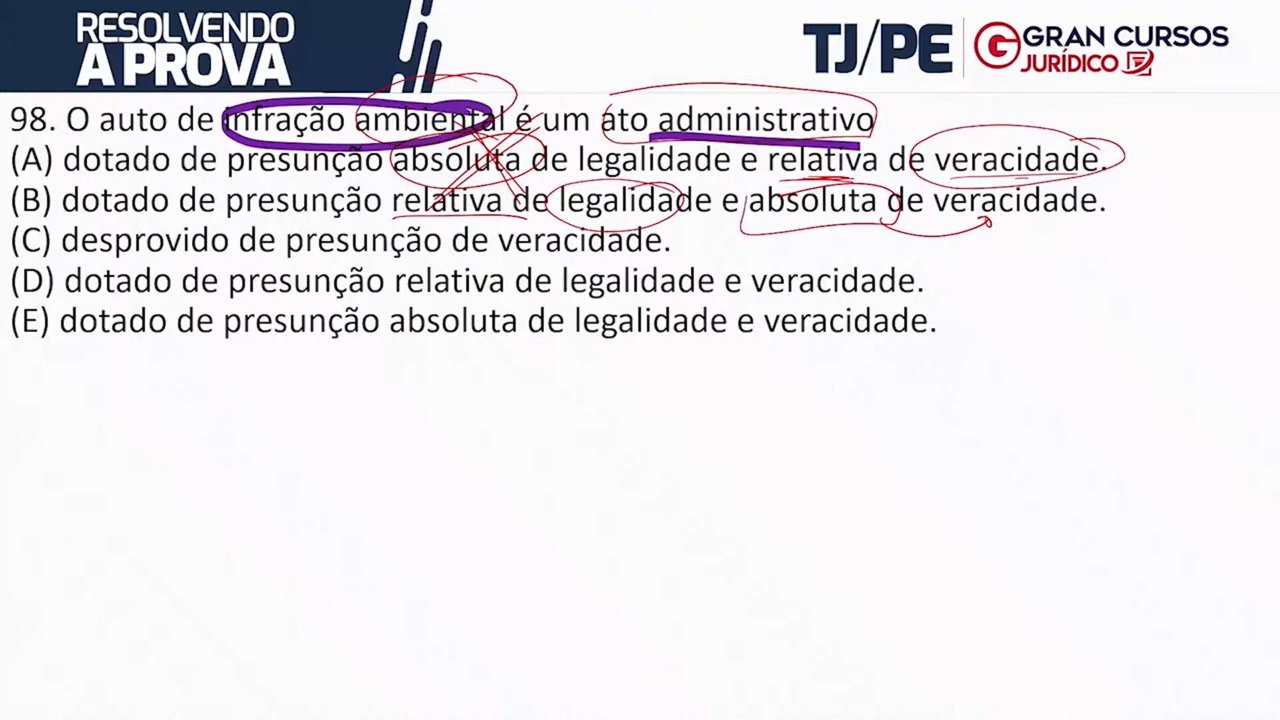 RESOLVENDO
A PROVA
TJ/PE
GRAN CURSOS
JURÍDICO
98. O auto de infração ambiental é um ato administrativo
(A) dotado de presunção absoluta de legalidade e relativa de veracidade.
(B) dotado de presunção relativa de legalidade e absoluta de veracidade.
(C) desprovido de presunção de veracidade.
(D) dotado de presunção relativa de legalidade e veracidade.
(E) dotado de presunção absoluta de legalidade e veracidade.